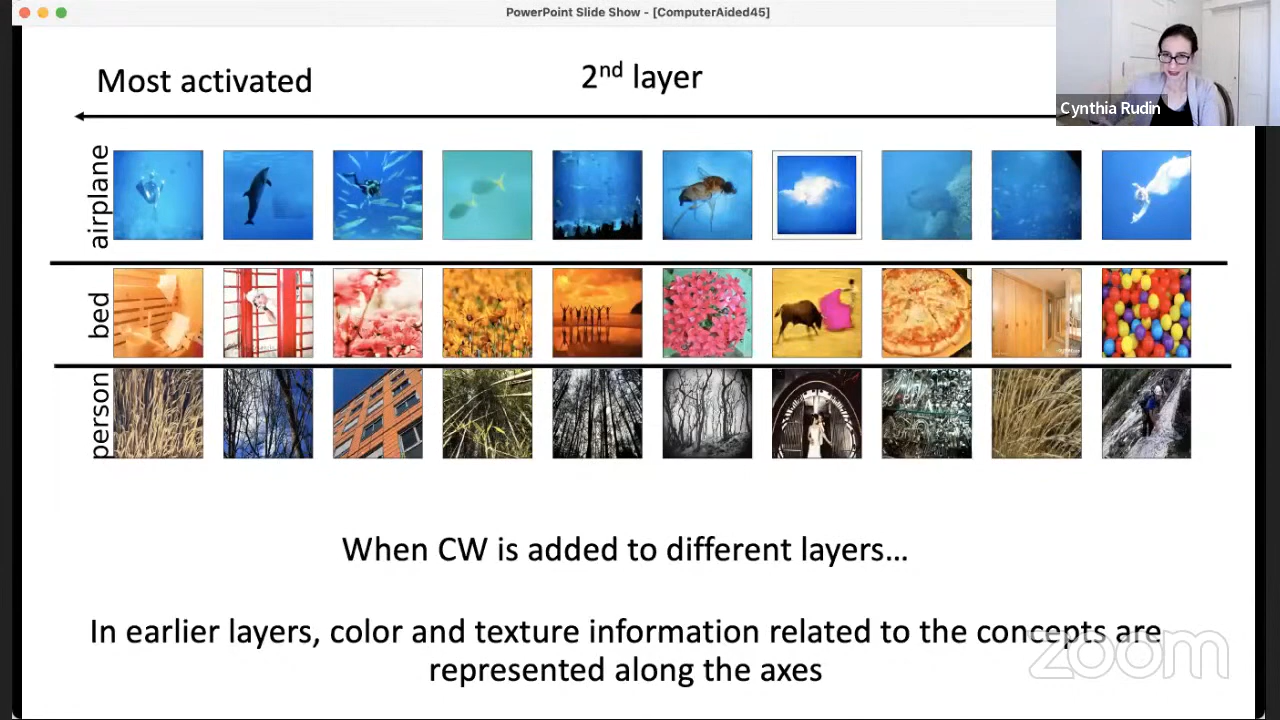 PowerPoint Slide Show - [ComputerAided45]
Most activated
2nd layer
Cynthia Rudin
airplane
bed
person
When CW is added to different layers...
In earlier layers, color and texture information related to the concepts are
represented along the axes
zoom